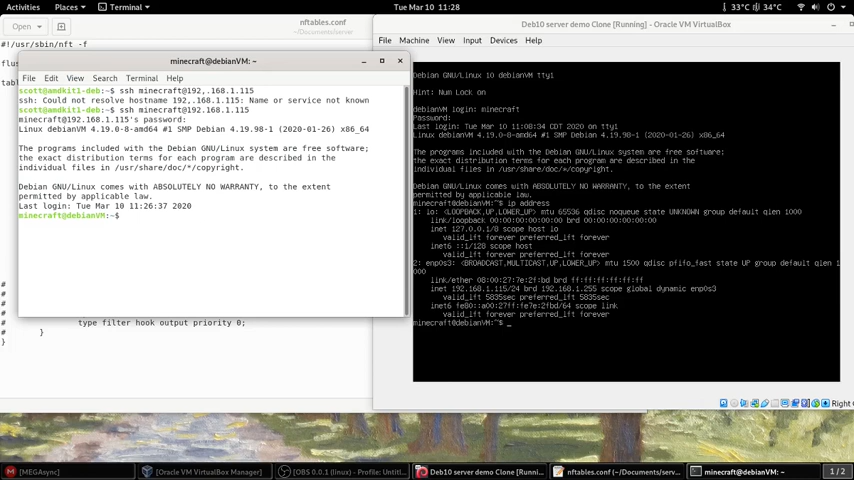 Activities Places Terminal Tue Mar 10 11:28 33°C 34°C
Open nftables.conf
~/Documents/server
#!/usr/sbin/nft -f
flus
tabl
#
#
#
#
# type filter hook output priority 0;
# }
}
minecraft@debianVM: ~
File Edit View Search Terminal Help
scott@amdkit1-deb:~$ ssh minecraft@192,.168.1.115
ssh: Could not resolve hostname 192,.168.1.115: Name or service not known
scott@amdkit1-deb:~$ ssh minecraft@192.168.1.115
minecraft@192.168.1.115's password:
Linux debianVM 4.19.0-8-amd64 #1 SMP Debian 4.19.98-1 (2020-01-26) x86_64
The programs included with the Debian GNU/Linux system are free software;
the exact distribution terms for each program are described in the
individual files in /usr/share/doc/*/copyright.
Debian GNU/Linux comes with ABSOLUTELY NO WARRANTY, to the extent
permitted by applicable law.
Last login: Tue Mar 10 11:26:37 2020
minecraft@debianVM:~$
Deb10 server demo Clone [Running] - Oracle VM VirtualBox
File Machine View Input Devices Help
Debian GNU/Linux 10 debianVM tty1
Hint: Num Lock on
debianVM login: minecraft
Password:
Last login: Tue Mar 10 11:08:34 CDT 2020 on tty1
Linux debianVM 4.19.0-8-amd64 #1 SMP Debian 4.19.98-1 (2020-01-26) x86_64
The programs included with the Debian GNU/Linux system are free software;
the exact distribution terms for each program are described in the
individual files in /usr/share/doc/*/copyright.
Debian GNU/Linux comes with ABSOLUTELY NO WARRANTY, to the extent
permitted by applicable law.
minecraft@debianVM:~$ ip address
1: lo: <LOOPBACK,UP,LOWER_UP> mtu 65536 qdisc noqueue state UNKNOWN group default qlen 1000
link/loopback 00:00:00:00:00:00 brd 00:00:00:00:00:00
inet 127.0.0.1/8 scope host lo
valid_lft forever preferred_lft forever
inet6 ::1/128 scope host
valid_lft forever preferred_lft forever
2: enp0s3: <BROADCAST,MULTICAST,UP,LOWER_UP> mtu 1500 qdisc pfifo_fast state UP group default qlen 1
000
link/ether 08:00:27:7e:2f:bd brd ff:ff:ff:ff:ff:ff
inet 192.168.1.115/24 brd 192.168.1.255 scope global dynamic enp0s3
valid_lft 5835sec preferred_lft 5835sec
inet6 fe80::a00:27ff:fe7e:2fbd/64 scope link
valid_lft forever preferred_lft forever
minecraft@debianVM:~$ _
Right C
[MEGAsync] [Oracle VM VirtualBox Manager] [OBS 0.0.1 (linux) - Profile: Untitl... Deb10 server demo Clone [Running]... nftables.conf (~/Documents/serv... minecraft@debianVM: ~ 1 / 2